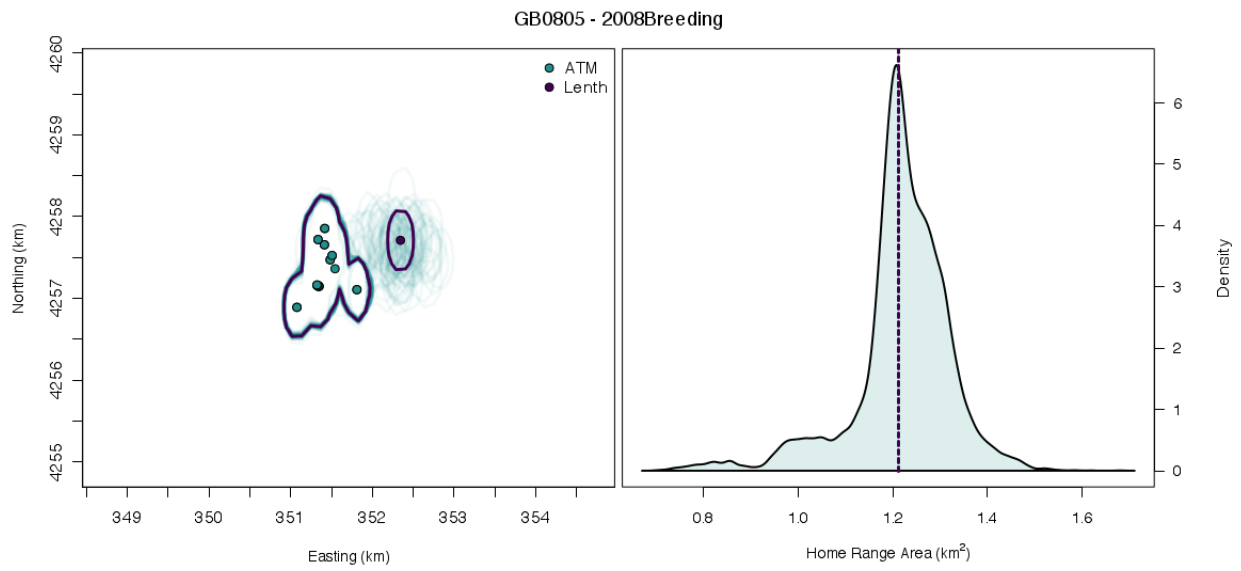 GB0805 - 2008Breeding
ATM
Lenth
4260
4259
4258
4257
4256
4255
Northing (km)
349 350 351 352 353 354
Easting (km)
6
5
4
3
2
1
0
Density
0.8 1.0 1.2 1.4 1.6
Home Range Area (km²)